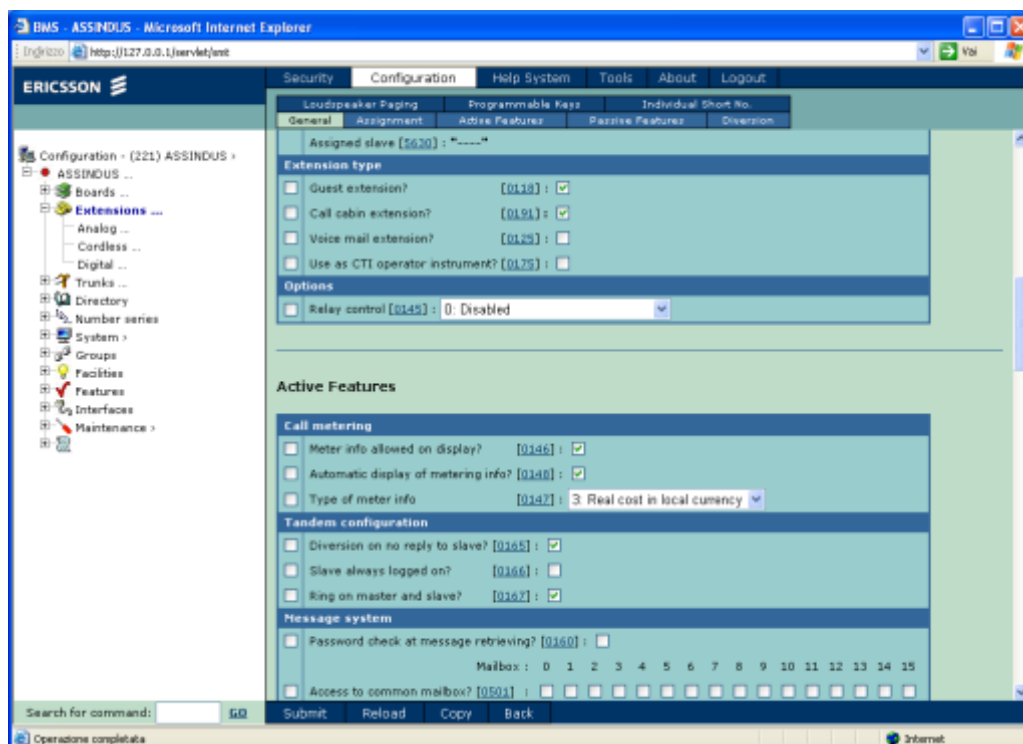 BMS - ASSINDUS - Microsoft Internet Explorer
Indirizzo http://127.0.0.1/servlet/emt Vai
ERICSSON
Security Configuration Help System Tools About Logout
Loudspeaker Paging Programmable Keys Individual Short No.
General Assignment Active Features Passive Features Diversion
Configuration - (221) ASSINDUS >
ASSINDUS ...
Boards ...
Extensions ...
Analog ...
Cordless ...
Digital ...
Trunks ...
Directory
Number series
System >
Groups
Facilities
Features
Interfaces
Maintenance >
Assigned slave [5630] : "----"
Extension type
Guest extension? [0118] :
Call cabin extension? [0191] :
Voice mail extension? [0125] :
Use as CTI operator instrument? [0175] :
Options
Relay control [0145] : 0: Disabled
Active Features
Call metering
Meter info allowed on display? [0146] :
Automatic display of metering info? [0148] :
Type of meter info [0147] : 3: Real cost in local currency
Tandem configuration
Diversion on no reply to slave? [0165] :
Slave always logged on? [0166] :
Ring on master and slave? [0167] :
Message system
Password check at message retrieving? [0160] :
Mailbox : 0 1 2 3 4 5 6 7 8 9 10 11 12 13 14 15
Access to common mailbox? [0501] :
Search for command: GO Submit Reload Copy Back
Operazione completata Internet